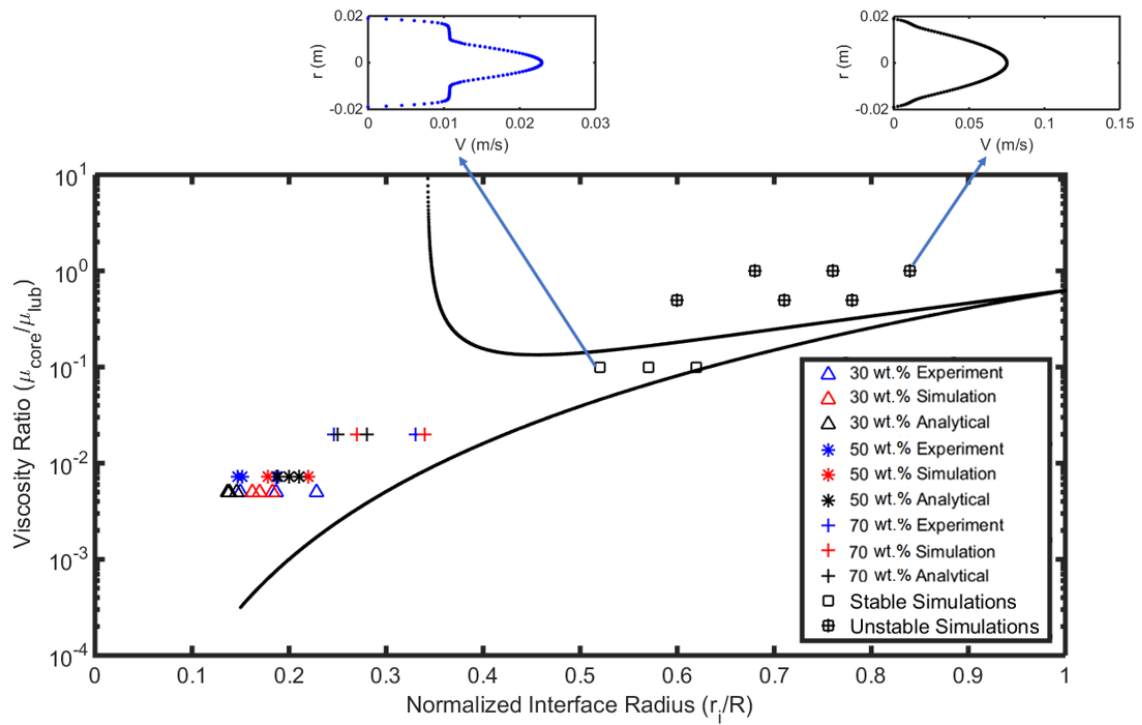 0.02
0
-0.02
r (m)
0
0.01
0.02
0.03
V (m/s)
0.02
0
-0.02
r (m)
0
0.05
0.1
0.15
V (m/s)
10^1
10^0
10^-1
10^-2
10^-3
10^-4
Viscosity Ratio (μ_core/μ_lub)
30 wt.% Experiment
30 wt.% Simulation
30 wt.% Analytical
50 wt.% Experiment
50 wt.% Simulation
50 wt.% Analytical
70 wt.% Experiment
70 wt.% Simulation
70 wt.% Analytical
Stable Simulations
Unstable Simulations
0
0.1
0.2
0.3
0.4
0.5
0.6
0.7
0.8
0.9
1
Normalized Interface Radius (r_i/R)